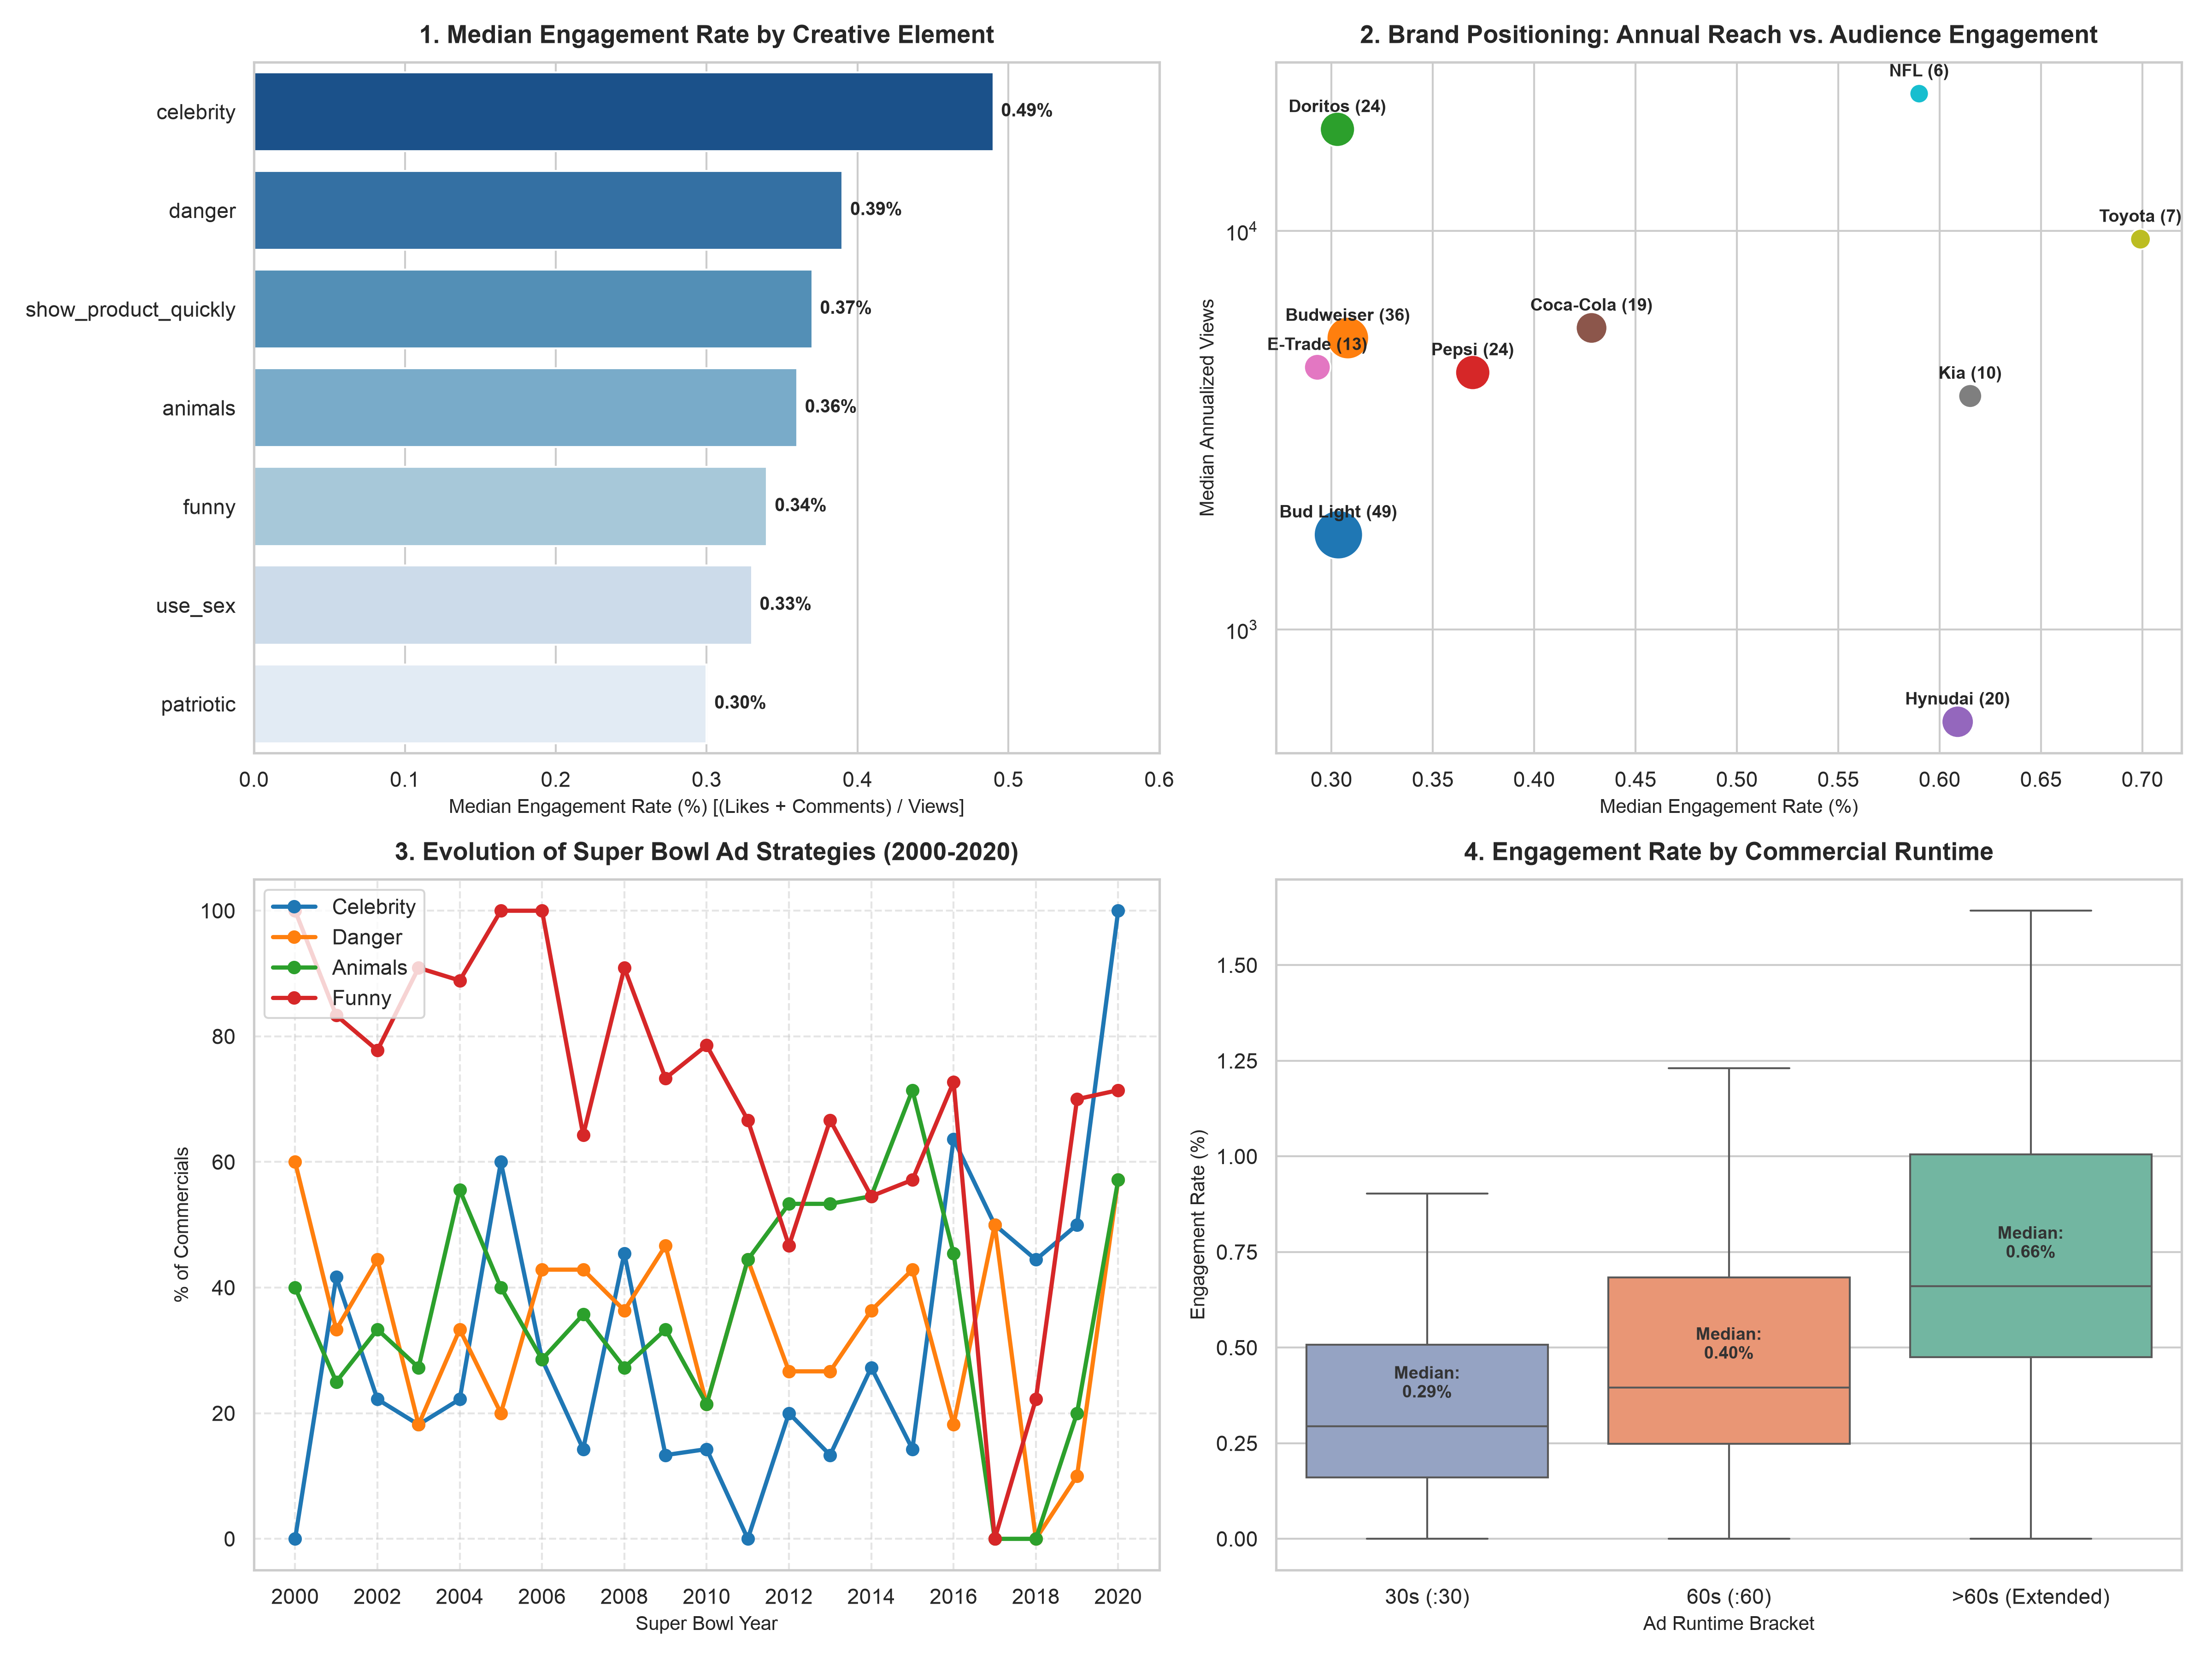 1. Median Engagement Rate by Creative Element
celebrity
0.49%
danger
0.39%
show_product_quickly
0.37%
animals
0.36%
funny
0.34%
use_sex
0.33%
patriotic
0.30%
0.0 0.1 0.2 0.3 0.4 0.5 0.6
Median Engagement Rate (%) [(Likes + Comments) / Views]
2. Brand Positioning: Annual Reach vs. Audience Engagement
NFL (6)
Doritos (24)
Toyota (7)
10⁴
Coca-Cola (19)
Budweiser (36)
E-Trade (13)
Pepsi (24)
Kia (10)
Median Annualized Views
Bud Light (49)
10³
Hynudai (20)
0.30 0.35 0.40 0.45 0.50 0.55 0.60 0.65 0.70
Median Engagement Rate (%)
3. Evolution of Super Bowl Ad Strategies (2000-2020)
Celebrity
Danger
Animals
Funny
100
80
60
40
20
0
% of Commercials
2000 2002 2004 2006 2008 2010 2012 2014 2016 2018 2020
Super Bowl Year
4. Engagement Rate by Commercial Runtime
1.50
1.25
1.00
0.75
0.50
0.25
0.00
Engagement Rate (%)
Median:
0.29%
Median:
0.40%
Median:
0.66%
30s (:30) 60s (:60) >60s (Extended)
Ad Runtime Bracket